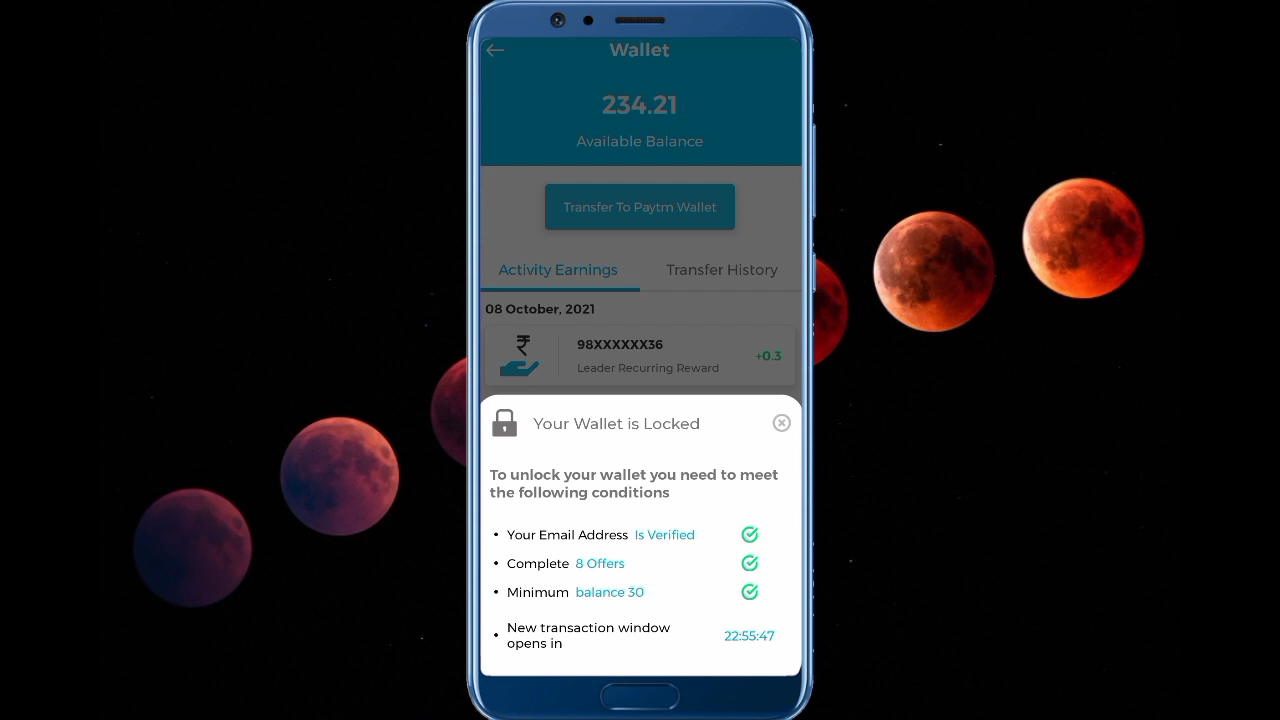 Wallet
234.21
Available Balance
Transfer To Paytm Wallet
Activity Earnings
Transfer History
08 October, 2021
₹
98XXXXXX36
+0.3
Leader Recurring Reward
Your Wallet is Locked
To unlock your wallet you need to meet
the following conditions
• Your Email Address Is Verified
• Complete 8 Offers
• Minimum balance 30
• New transaction window
opens in
22:55:47